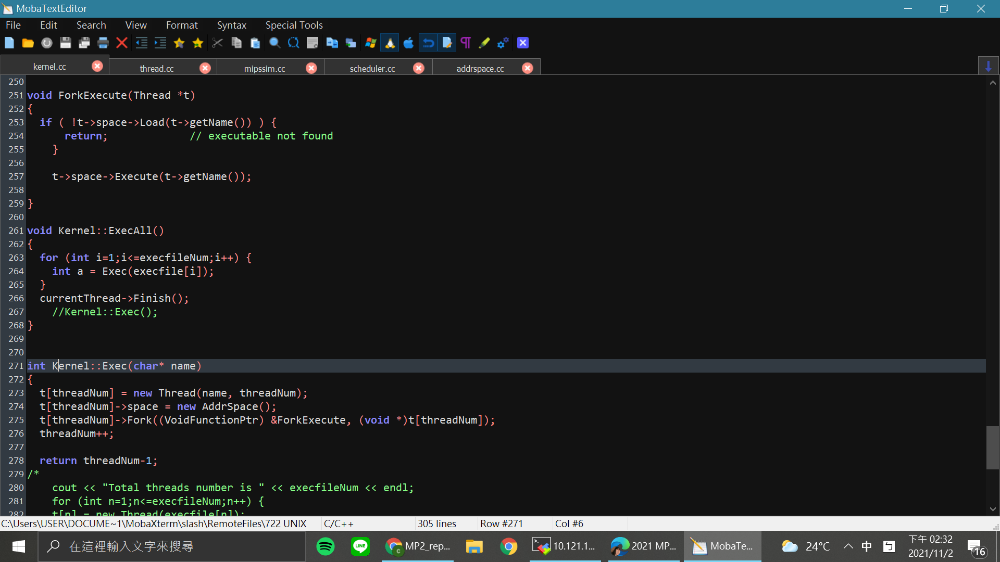 MobaTextEditor
File Edit Search View Format Syntax Special Tools
kernel.cc thread.cc mipssim.cc scheduler.cc addrspace.cc
250
251 void ForkExecute(Thread *t)
252 {
253   if ( !t->space->Load(t->getName()) ) {
254       return;             // executable not found
255     }
256
257     t->space->Execute(t->getName());
258
259 }
260
261 void Kernel::ExecAll()
262 {
263   for (int i=1;i<=execfileNum;i++) {
264     int a = Exec(execfile[i]);
265   }
266   currentThread->Finish();
267     //Kernel::Exec();
268 }
269
270
271 int Kernel::Exec(char* name)
272 {
273   t[threadNum] = new Thread(name, threadNum);
274   t[threadNum]->space = new AddrSpace();
275   t[threadNum]->Fork((VoidFunctionPtr) &ForkExecute, (void *)t[threadNum]);
276   threadNum++;
277
278   return threadNum-1;
279 /*
280     cout << "Total threads number is " << execfileNum << endl;
281     for (int n=1;n<=execfileNum;n++) {
282     t[n] = new Thread(execfile[n]);
C:\Users\USER\DOCUME~1\MobaXterm\slash\RemoteFiles\722 UNIX C/C++ 305 lines Row #271 Col #6
在這裡輸入文字來搜尋 LINE C MP2_rep... 10.121.1... 2021 MP... MobaTe... 24°C 中 ㄅ 下午 02:32
2021/11/2 16